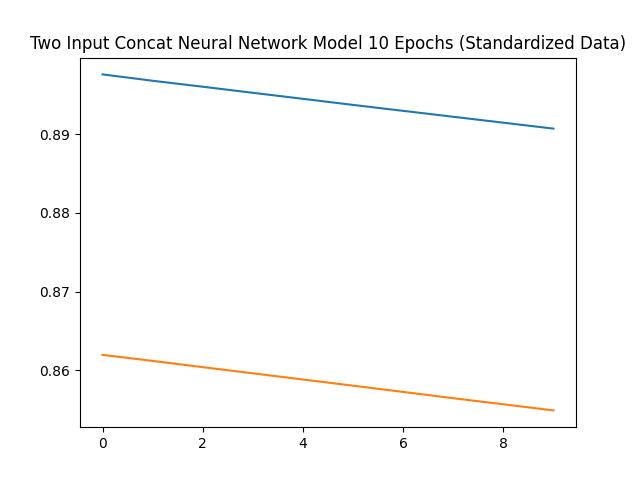 Two Input Concat Neural Network Model 10 Epochs (Standardized Data)
0.89
0.88
0.87
0.86
0 2 4 6 8